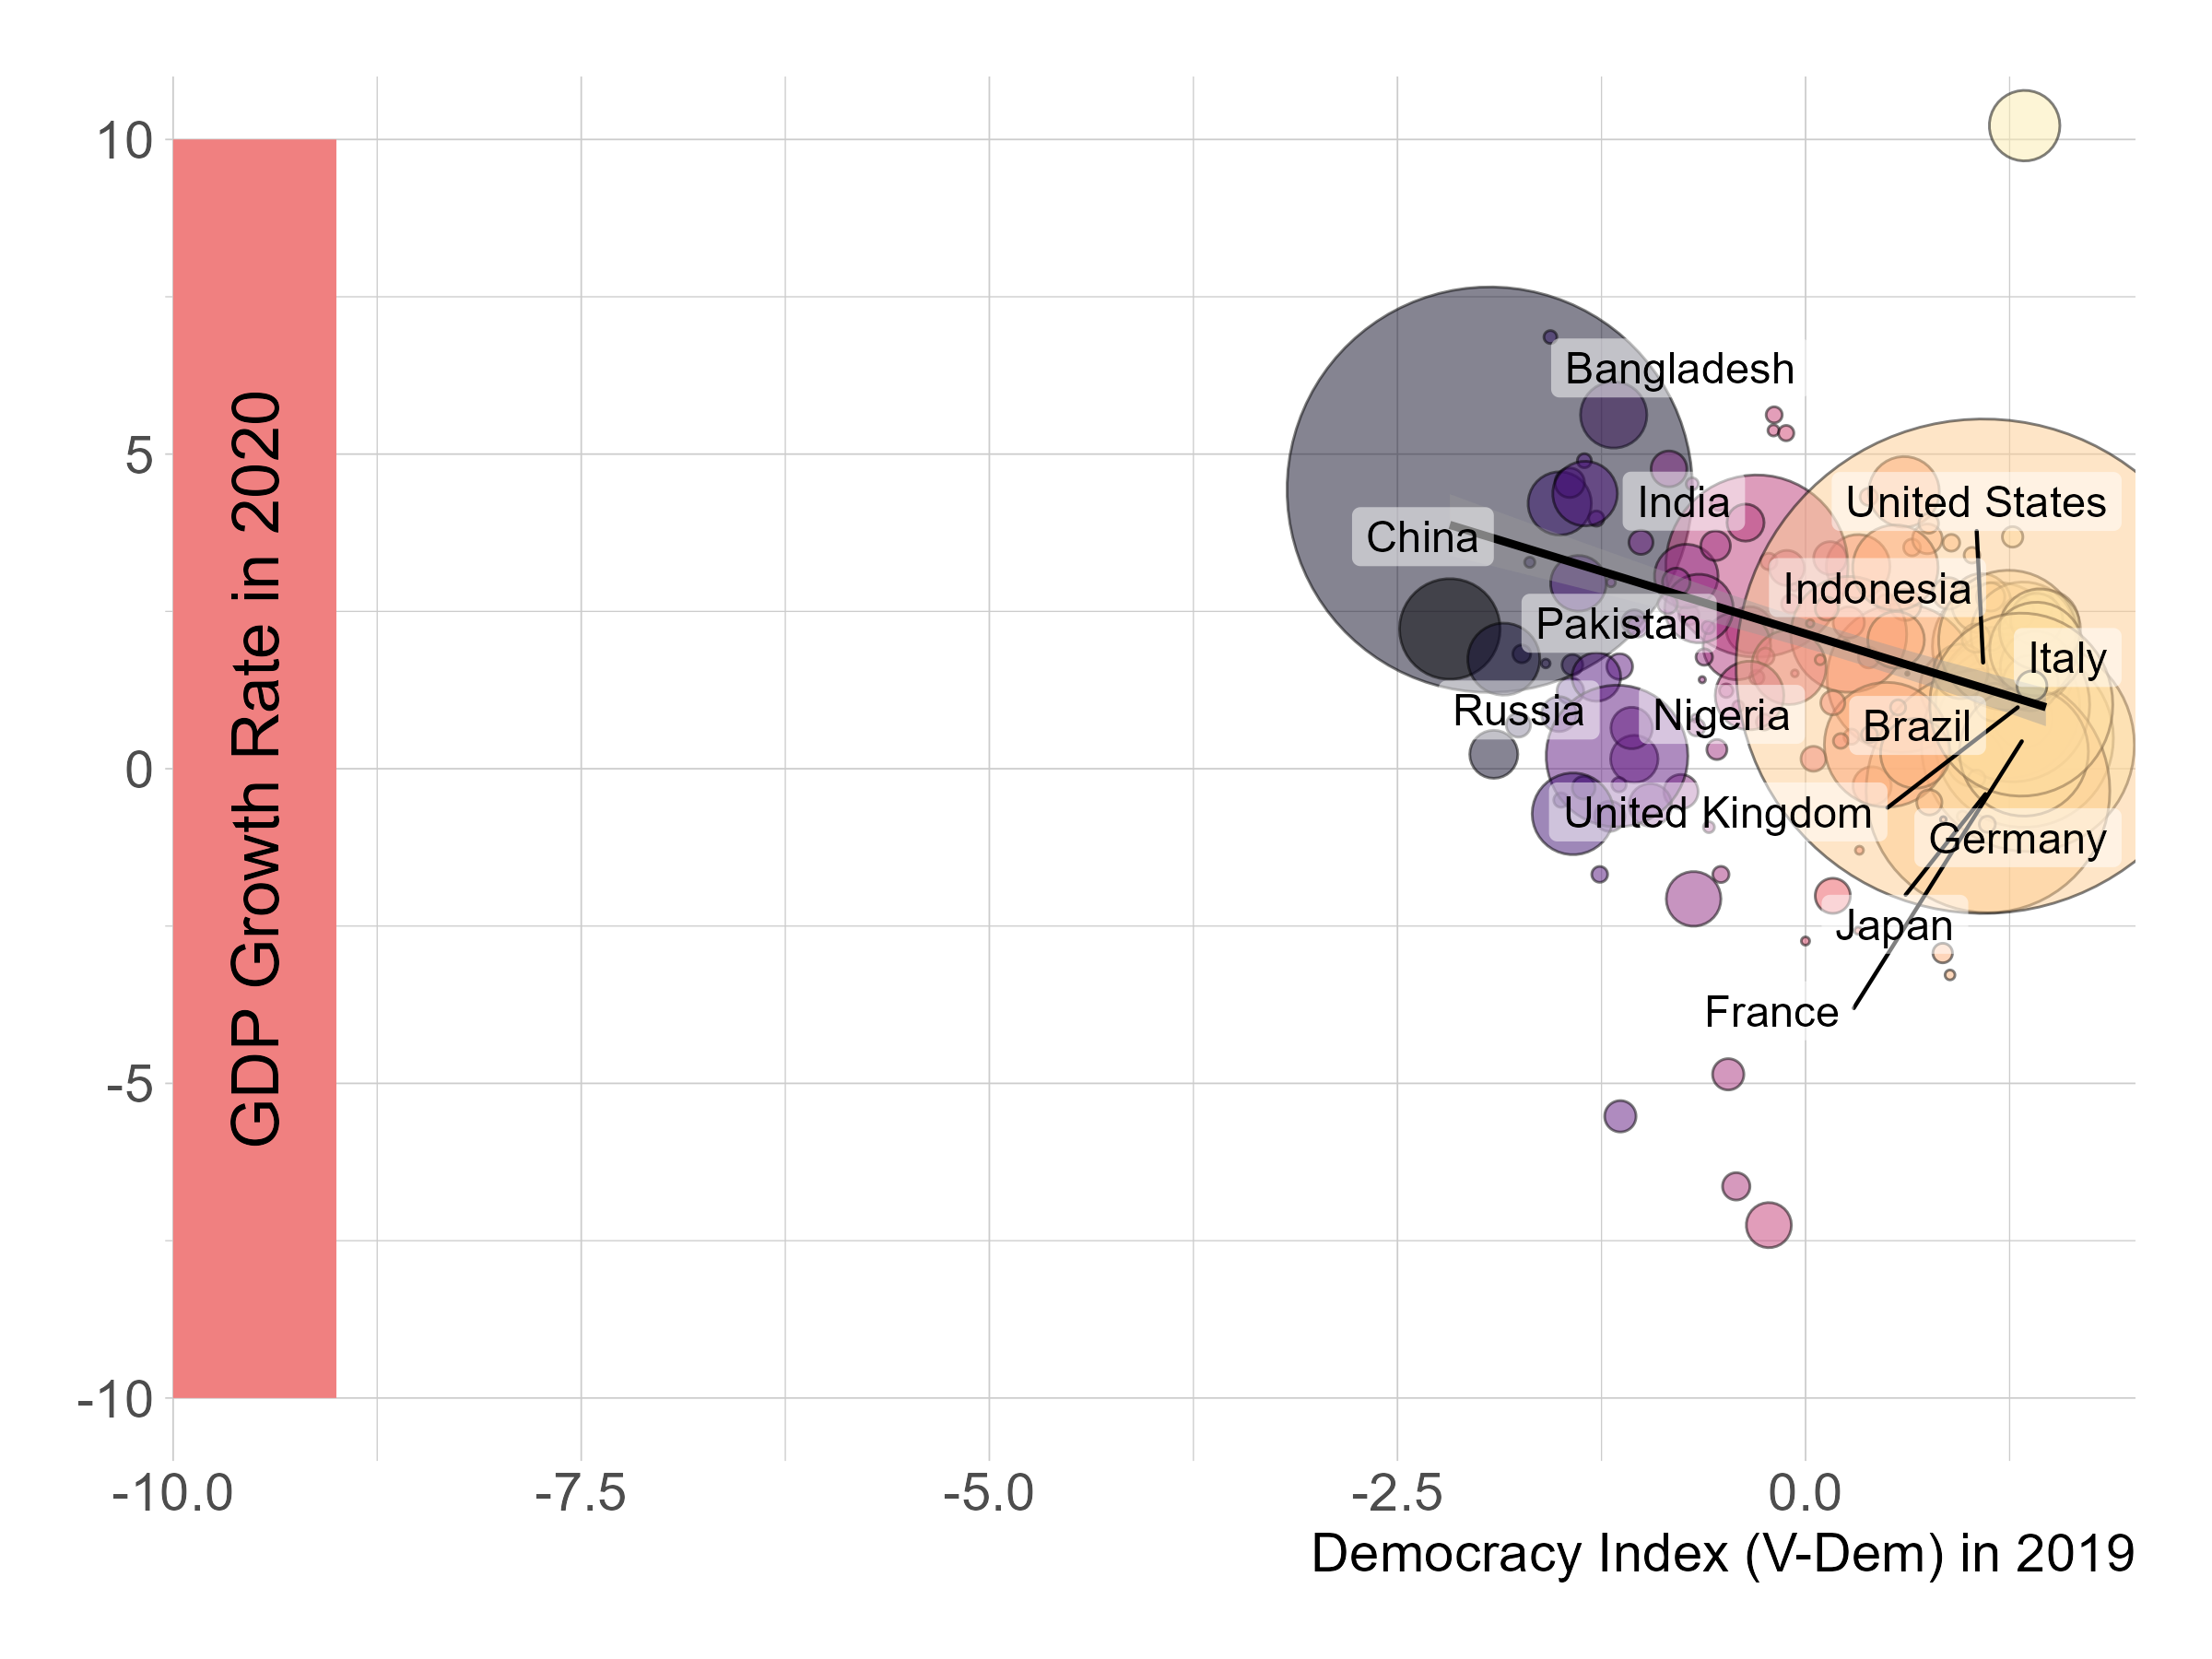 10
5
0
-5
-10
GDP Growth Rate in 2020
Bangladesh
India
United States
China
Indonesia
Pakistan
Italy
Russia
Nigeria
Brazil
United Kingdom
Germany
Japan
France
-10.0
-7.5
-5.0
-2.5
0.0
Democracy Index (V-Dem) in 2019